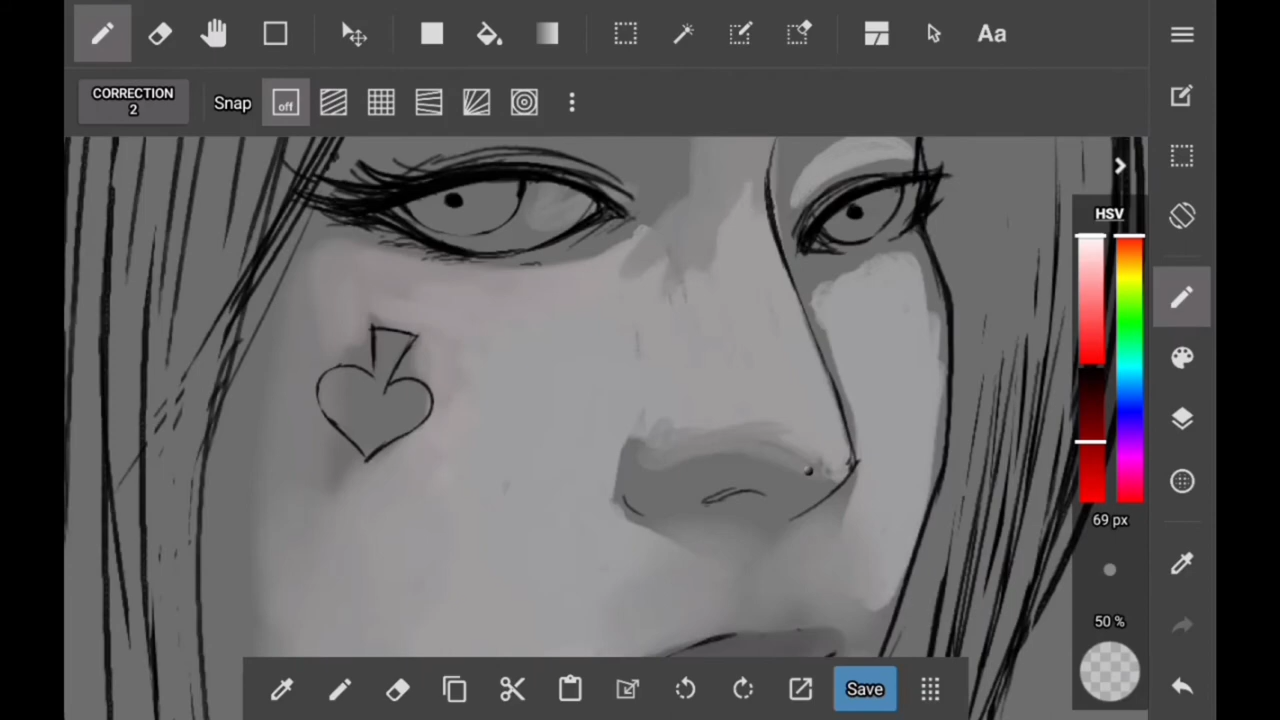 Aa
CORRECTION
2
Snap
off
HSV
69 px
50 %
Save